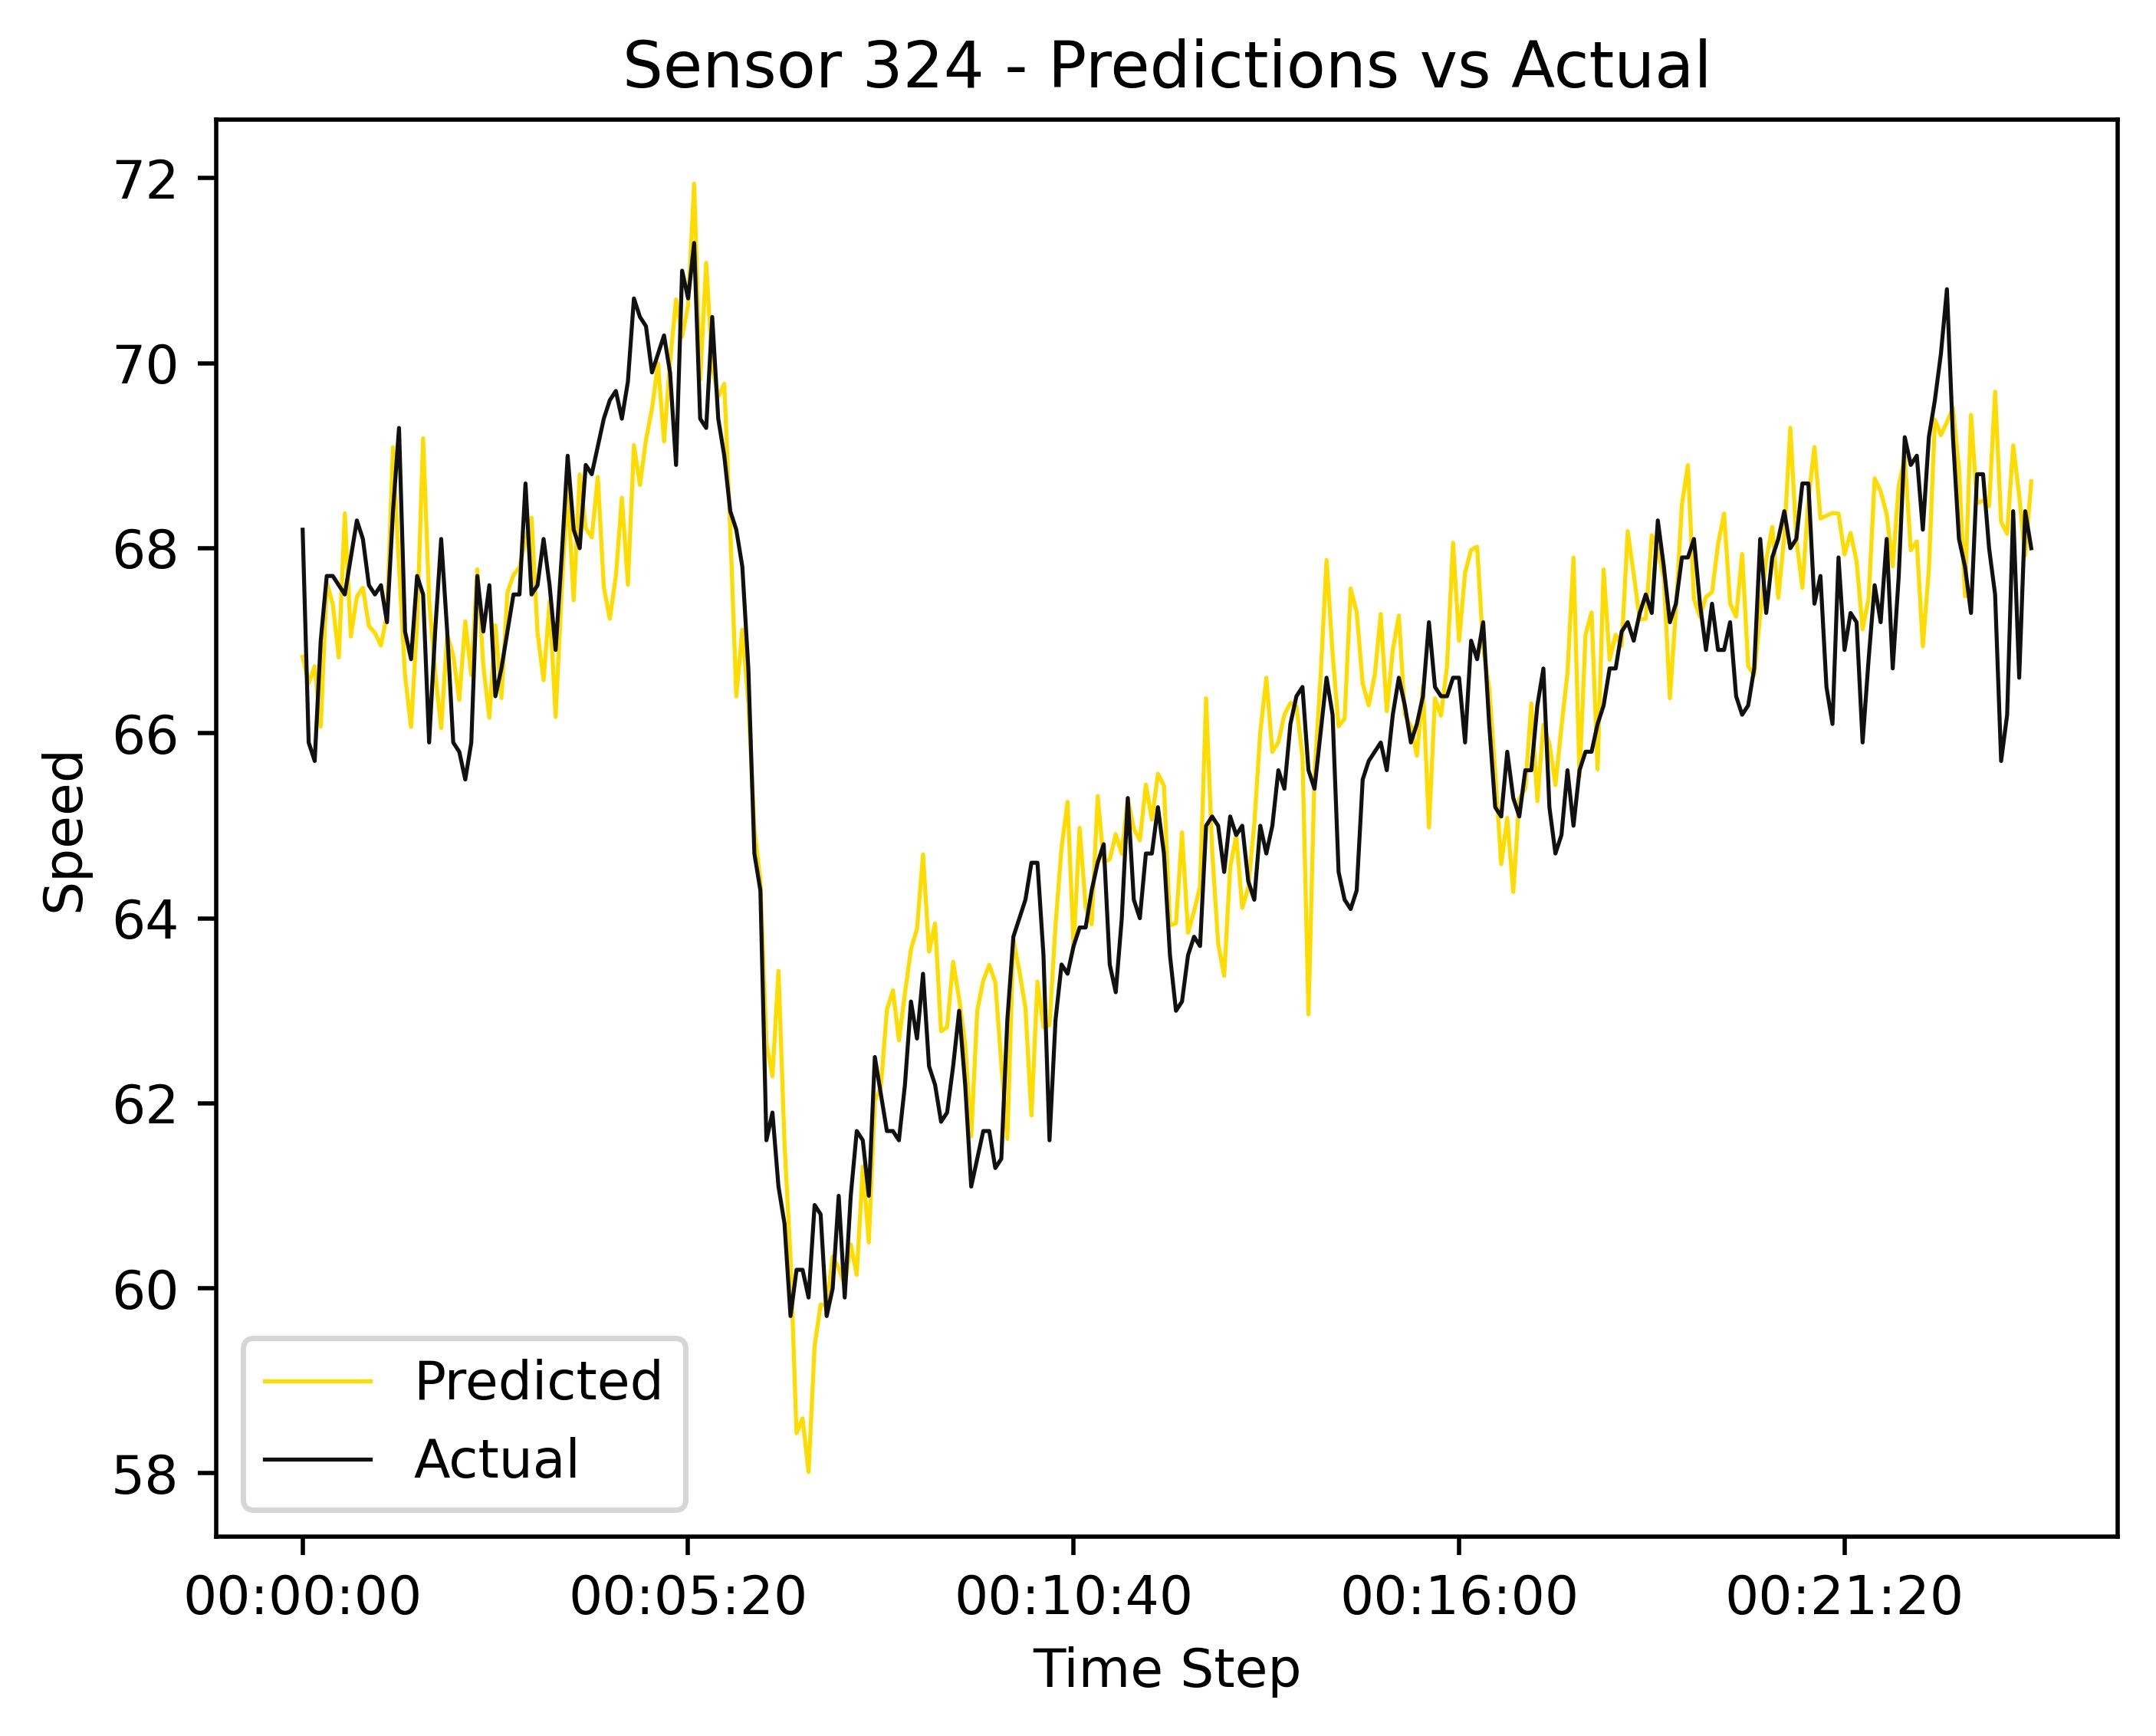 Sensor 324 - Predictions vs Actual
72
70
68
66
64
62
60
58
Speed
Predicted
Actual
00:00:00 00:05:20 00:10:40 00:16:00 00:21:20
Time Step